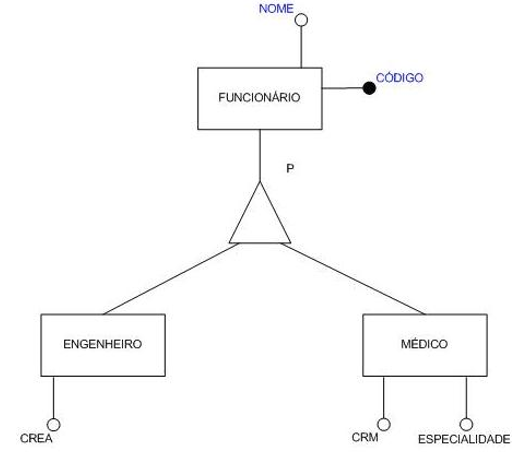 NOME
CÓDIGO
FUNCIONÁRIO
P
ENGENHEIRO
MÉDICO
CREA
CRM
ESPECIALIDADE